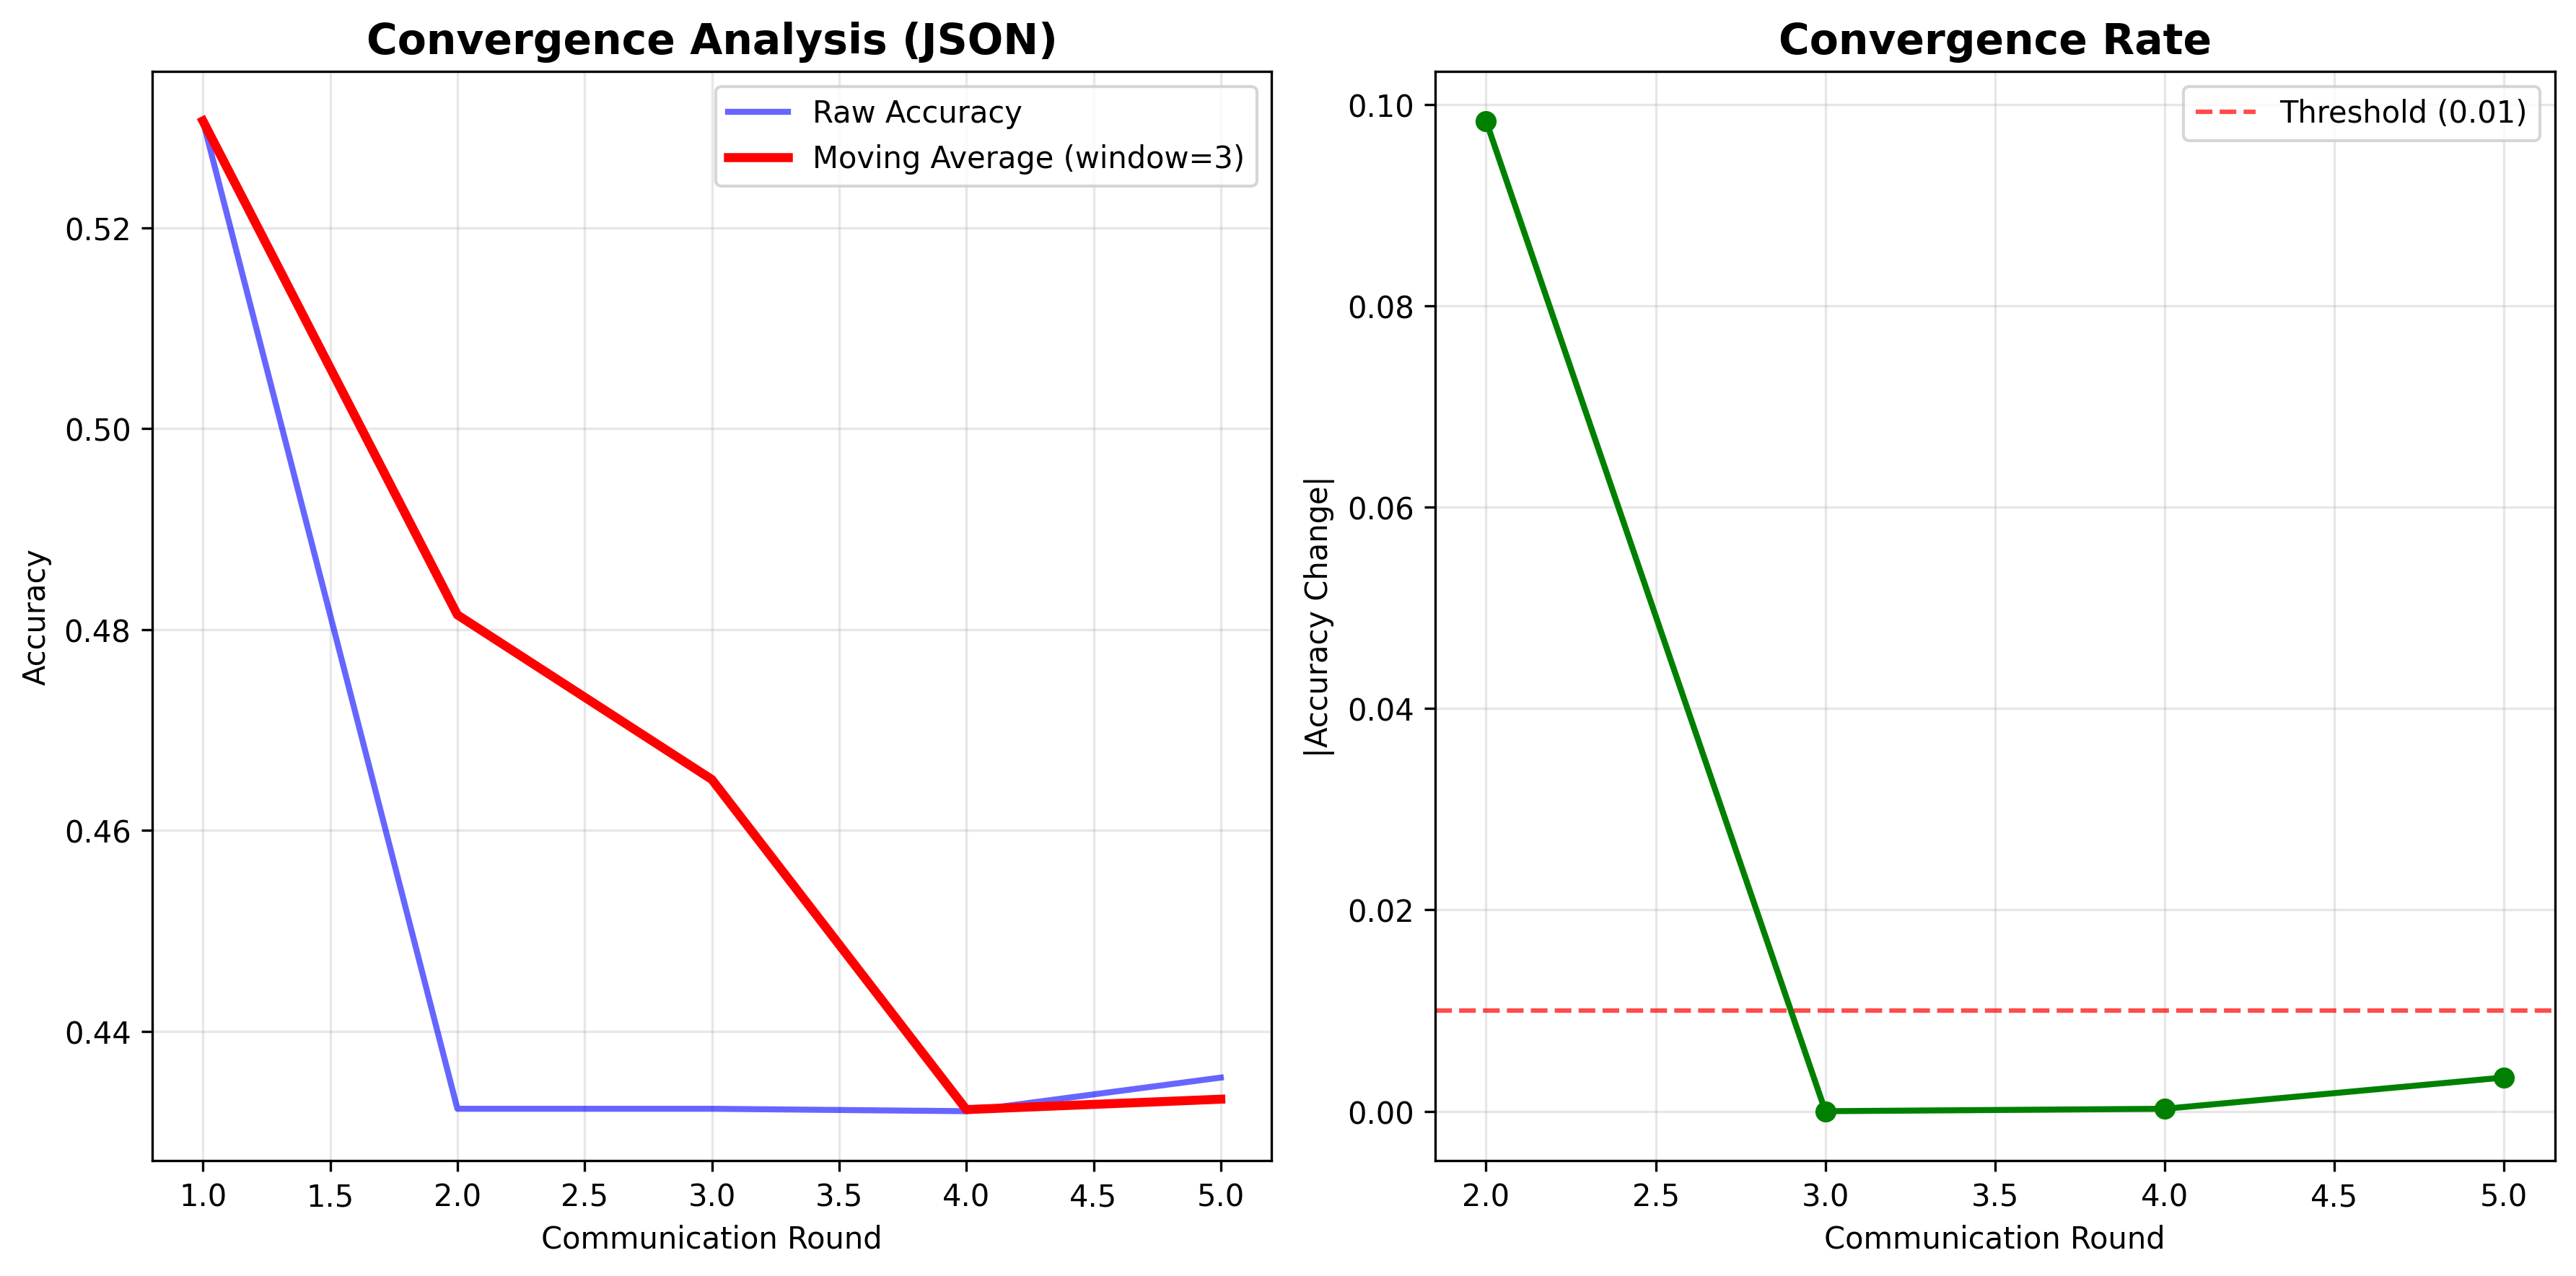 Convergence Analysis (JSON)
Raw Accuracy
Moving Average (window=3)
Accuracy
0.52
0.50
0.48
0.46
0.44
1.0 1.5 2.0 2.5 3.0 3.5 4.0 4.5 5.0
Communication Round
Convergence Rate
Threshold (0.01)
|Accuracy Change|
0.10
0.08
0.06
0.04
0.02
0.00
2.0 2.5 3.0 3.5 4.0 4.5 5.0
Communication Round